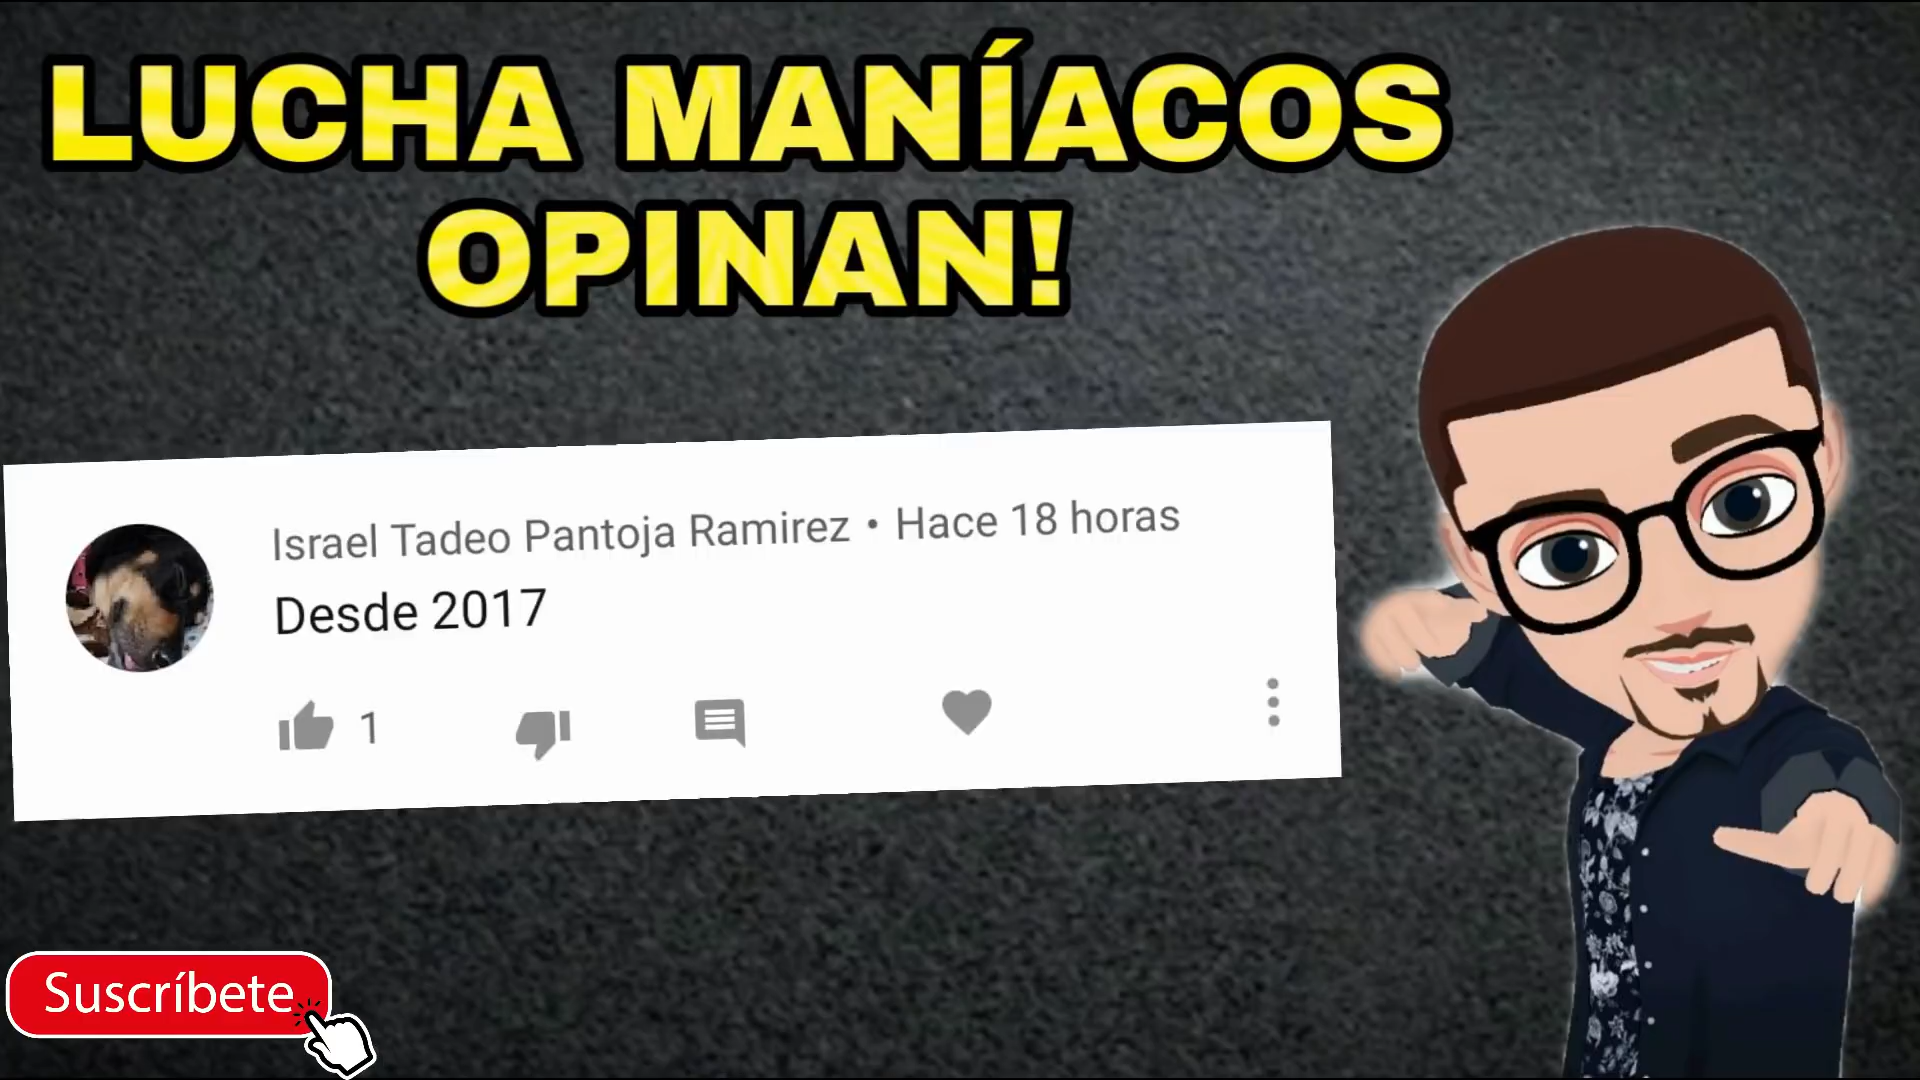 LUCHA MANÍACOS
OPINAN!
Israel Tadeo Pantoja Ramirez • Hace 18 horas
Desde 2017
1
Suscríbete